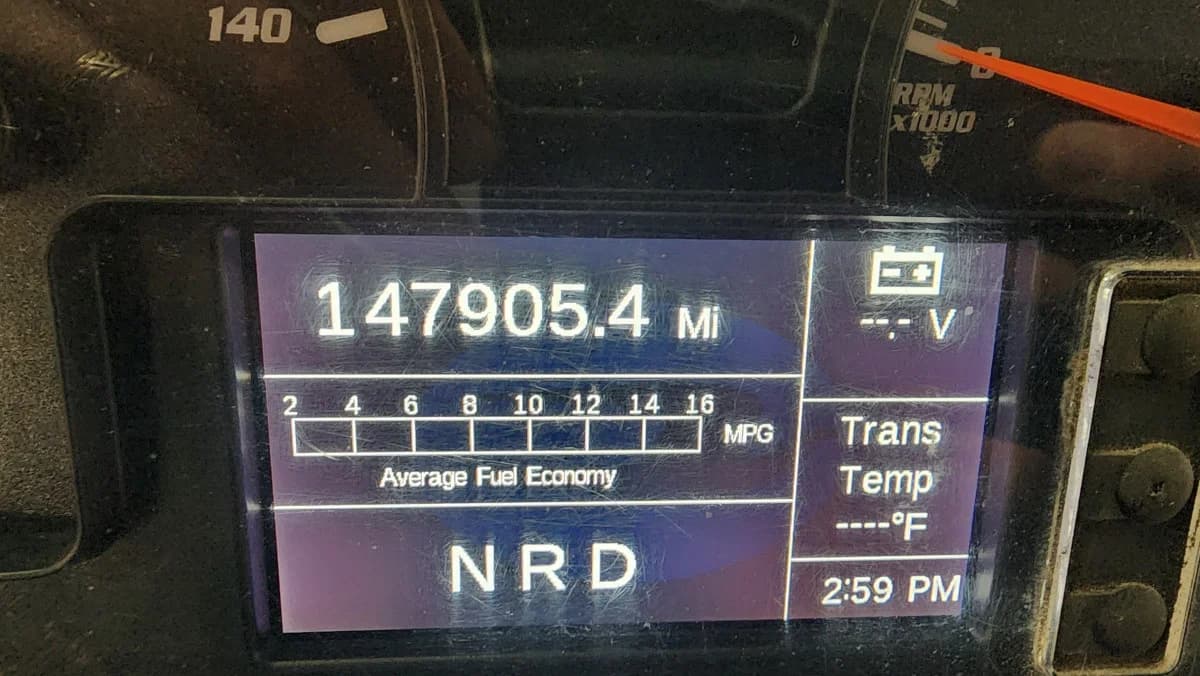 140
0
RPM
x1000
147905.4 Mi
2 4 6 8 10 12 14 16
MPG
Average Fuel Economy
N R D
- +
--.- V
Trans
Temp
----°F
2:59 PM